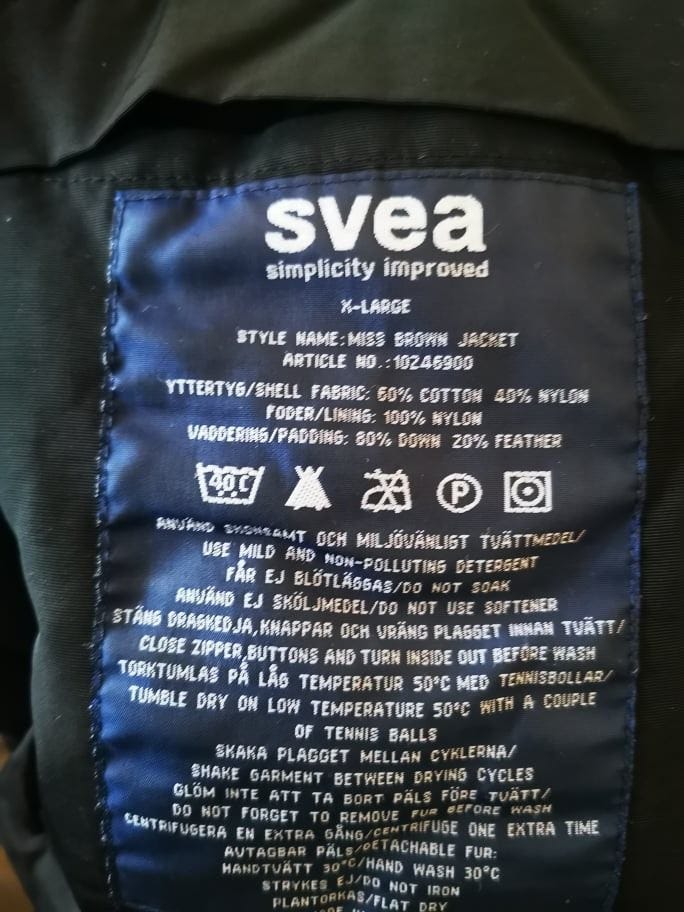 svea
simplicity improved
X-LARGE
STYLE NAME:MISS BROWN JACKET
ARTICLE NO.:10246900
YTTERTYG/SHELL FABRIC: 60% COTTON 40% NYLON
FODER/LINING: 100% NYLON
VADDERING/PADDING: 80% DOWN 20% FEATHER
40°C P
ANVÄND SKONSAMT OCH MILJÖVÄNLIGT TVÄTTMEDEL/
USE MILD AND NON-POLLUTING DETERGENT
FÅR EJ BLÖTLÄGGAS/DO NOT SOAK
ANVÄND EJ SKÖLJMEDEL/DO NOT USE SOFTENER
STÄNG DRAGKEDJA,KNAPPAR OCH VRÄNG PLAGGET INNAN TVÄTT/
CLOSE ZIPPER,BUTTONS AND TURN INSIDE OUT BEFORE WASH
TORKTUMLAS PÅ LÅG TEMPERATUR 50°C MED TENNISBOLLAR/
TUMBLE DRY ON LOW TEMPERATURE 50°C WITH A COUPLE
OF TENNIS BALLS
SKAKA PLAGGET MELLAN CYKLERNA/
SHAKE GARMENT BETWEEN DRYING CYCLES
GLÖM INTE ATT TA BORT PÄLS FÖRE TVÄTT/
DO NOT FORGET TO REMOVE FUR BEFORE WASH
CENTRIFUGERA EN EXTRA GÅNG/CENTRIFUGE ONE EXTRA TIME
AVTAGBAR PÄLS/DETACHABLE FUR:
HANDTVÄTT 30°C/HAND WASH 30°C
STRYKES EJ/DO NOT IRON
PLANTORKAS/FLAT DRY